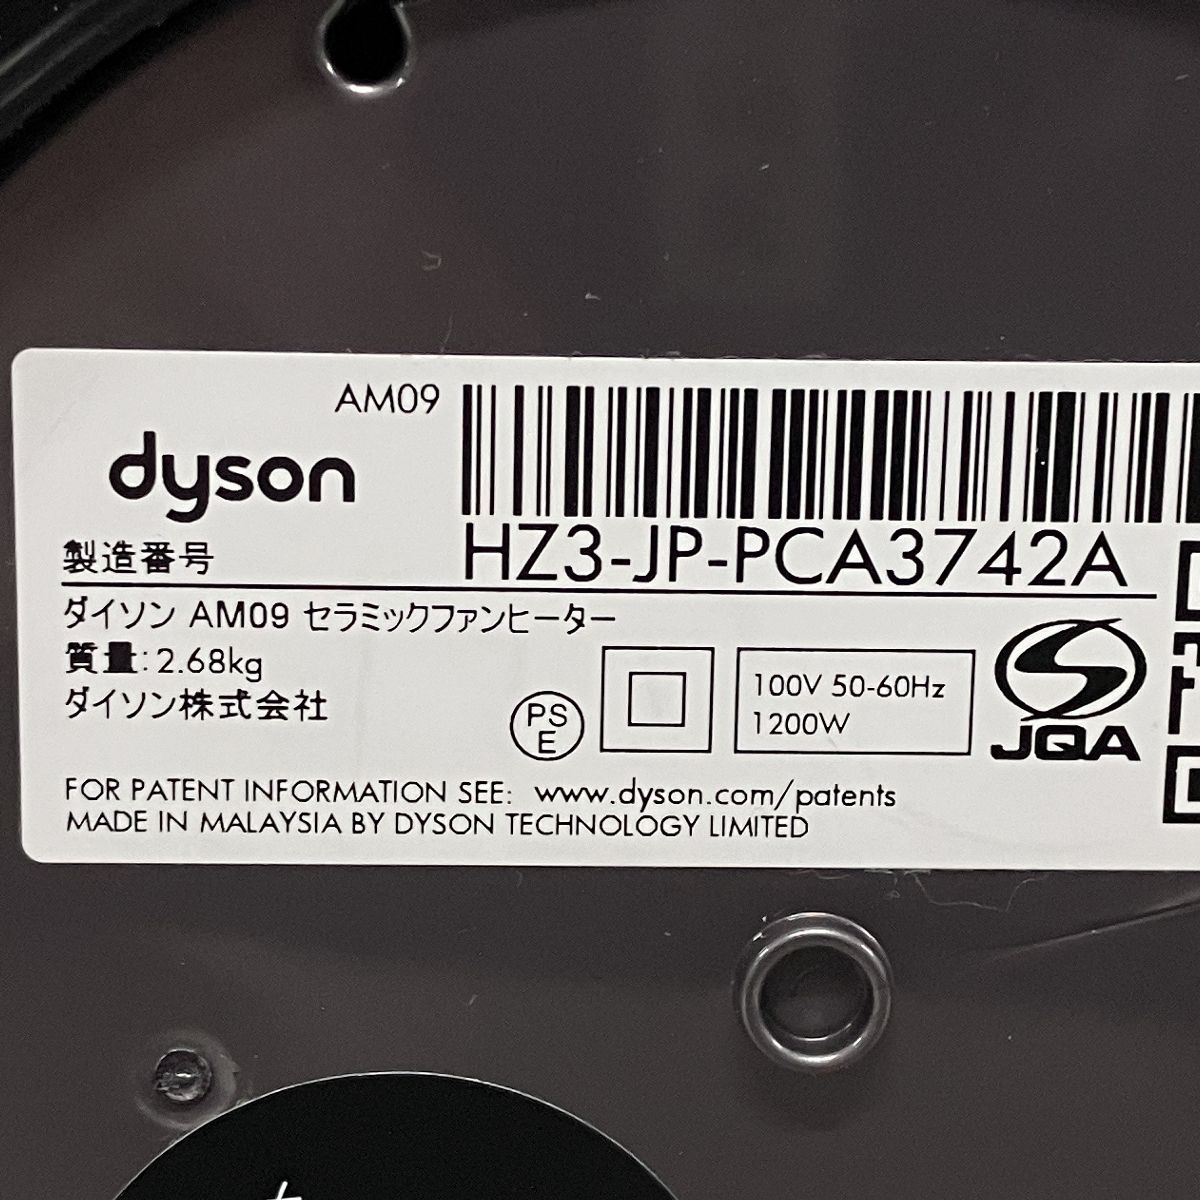 AM09
dyson
製造番号 HZ3-JP-PCA3742A
ダイソン AM09 セラミックファンヒーター
質量:2.68kg
ダイソン株式会社
PS
E
100V 50-60Hz
1200W
JQA
FOR PATENT INFORMATION SEE: www.dyson.com/patents
MADE IN MALAYSIA BY DYSON TECHNOLOGY LIMITED